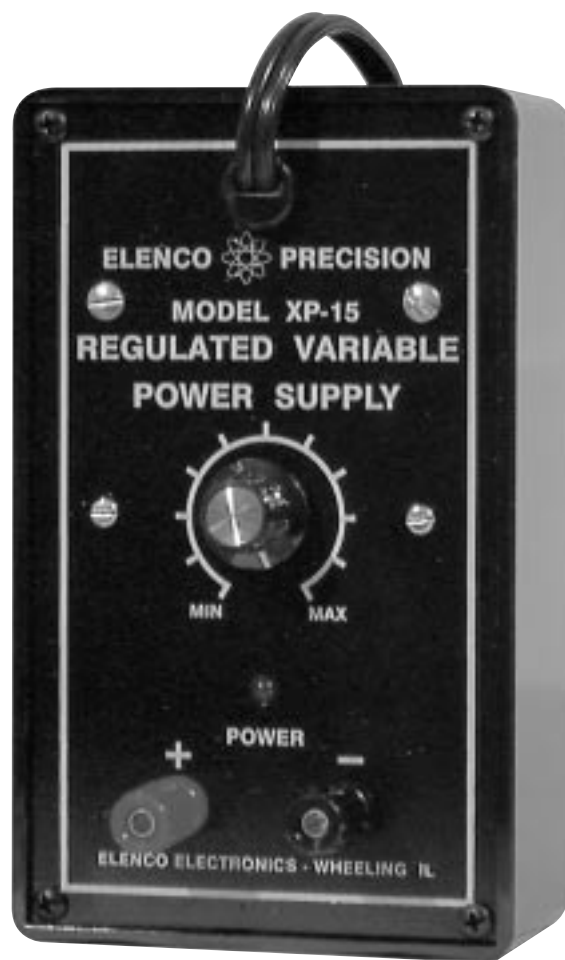 ELENCO PRECISION
MODEL XP-15
REGULATED VARIABLE
POWER SUPPLY
MIN MAX
POWER
+ −
ELENCO ELECTRONICS - WHEELING IL